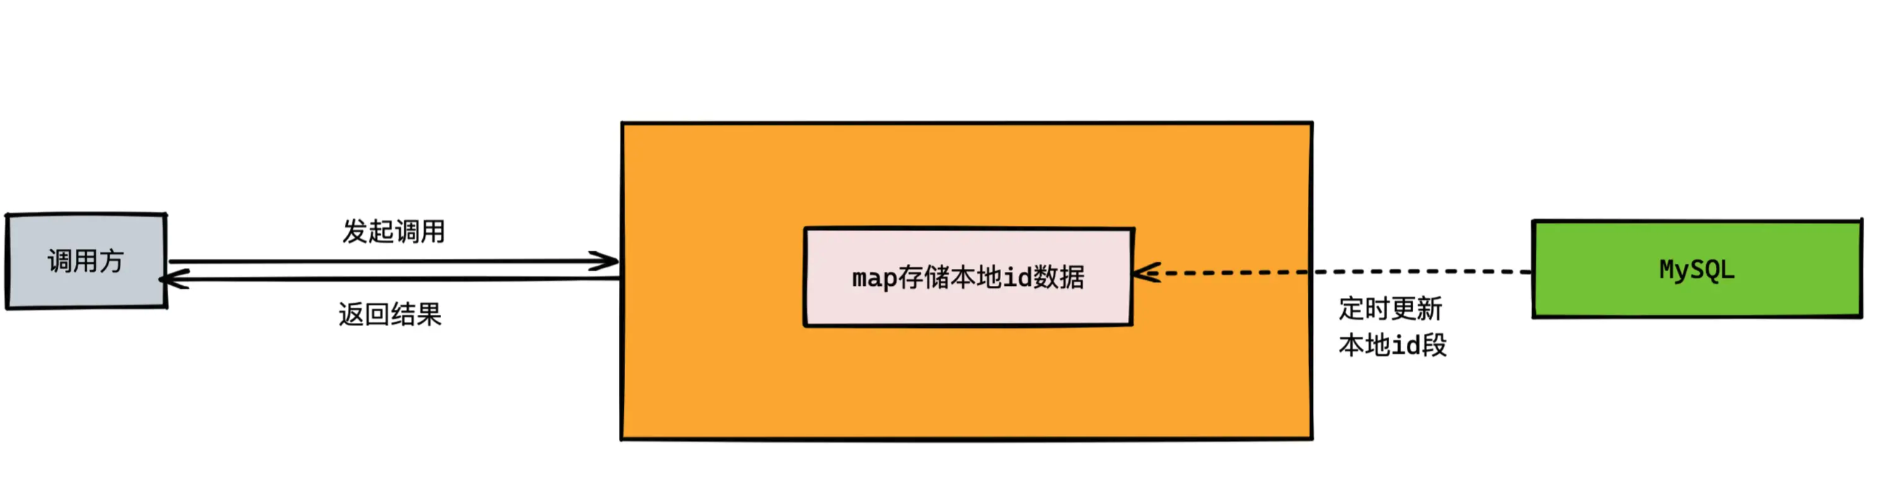 调用方
发起调用
返回结果
map存储本地id数据
定时更新
本地id段
MySQL